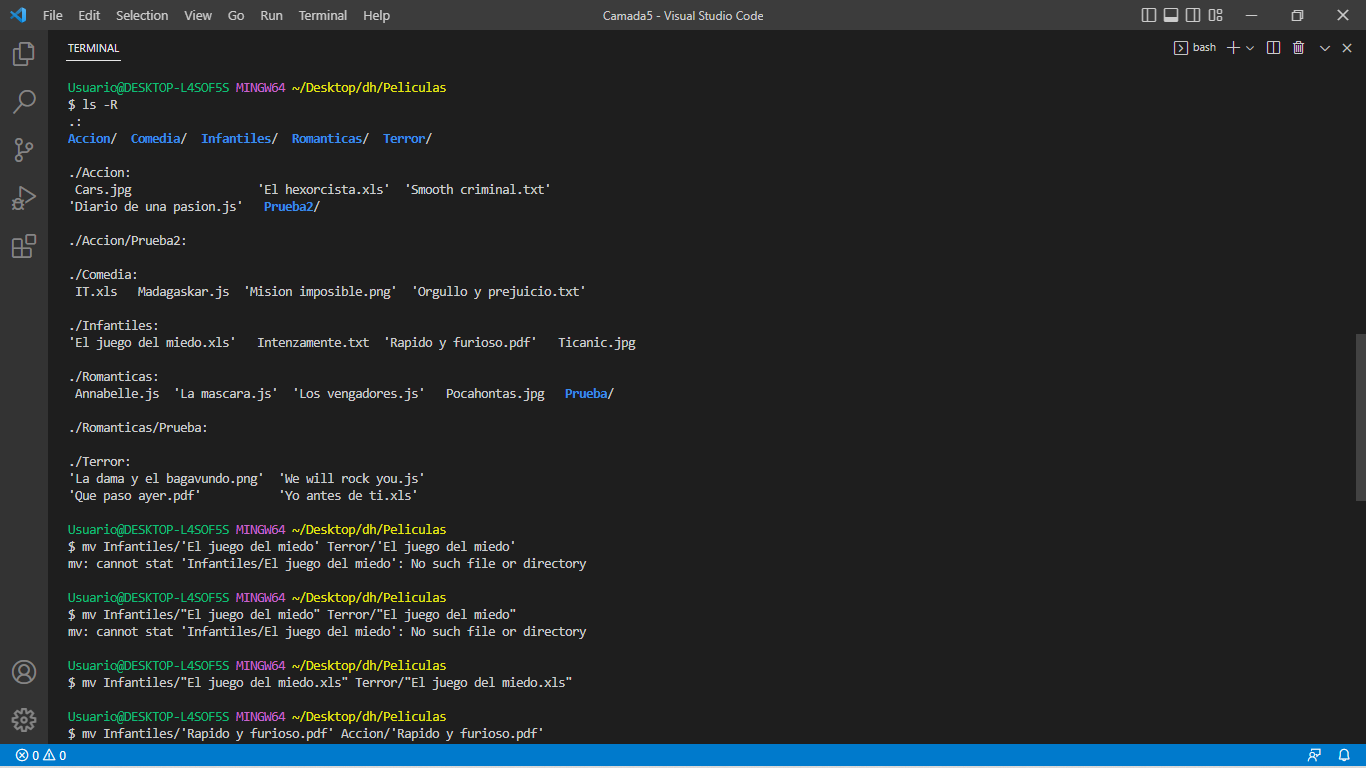 File Edit Selection View Go Run Terminal Help Camada5 - Visual Studio Code
TERMINAL bash
Usuario@DESKTOP-L4SOF5S MINGW64 ~/Desktop/dh/Peliculas
$ ls -R
.:
Accion/ Comedia/ Infantiles/ Romanticas/ Terror/
./Accion:
Cars.jpg 'El hexorcista.xls' 'Smooth criminal.txt'
'Diario de una pasion.js' Prueba2/
./Accion/Prueba2:
./Comedia:
IT.xls Madagaskar.js 'Mision imposible.png' 'Orgullo y prejuicio.txt'
./Infantiles:
'El juego del miedo.xls' Intenzamente.txt 'Rapido y furioso.pdf' Ticanic.jpg
./Romanticas:
Annabelle.js 'La mascara.js' 'Los vengadores.js' Pocahontas.jpg Prueba/
./Romanticas/Prueba:
./Terror:
'La dama y el bagavundo.png' 'We will rock you.js'
'Que paso ayer.pdf' 'Yo antes de ti.xls'
Usuario@DESKTOP-L4SOF5S MINGW64 ~/Desktop/dh/Peliculas
$ mv Infantiles/'El juego del miedo' Terror/'El juego del miedo'
mv: cannot stat 'Infantiles/El juego del miedo': No such file or directory
Usuario@DESKTOP-L4SOF5S MINGW64 ~/Desktop/dh/Peliculas
$ mv Infantiles/"El juego del miedo" Terror/"El juego del miedo"
mv: cannot stat 'Infantiles/El juego del miedo': No such file or directory
Usuario@DESKTOP-L4SOF5S MINGW64 ~/Desktop/dh/Peliculas
$ mv Infantiles/"El juego del miedo.xls" Terror/"El juego del miedo.xls"
Usuario@DESKTOP-L4SOF5S MINGW64 ~/Desktop/dh/Peliculas
$ mv Infantiles/'Rapido y furioso.pdf' Accion/'Rapido y furioso.pdf'
0 0